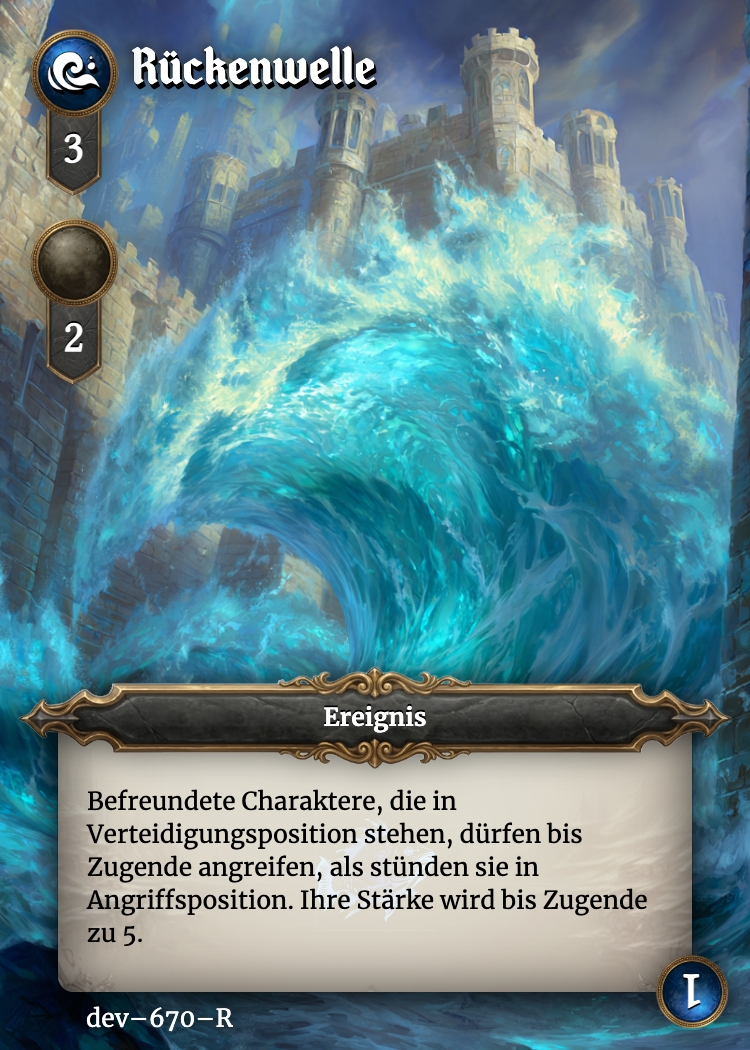 Rückenwelle
3
2
Ereignis
Befreundete Charaktere, die in
Verteidigungsposition stehen, dürfen bis
Zugende angreifen, als stünden sie in
Angriffsposition. Ihre Stärke wird bis Zugende
zu 5.
1
dev–670–R